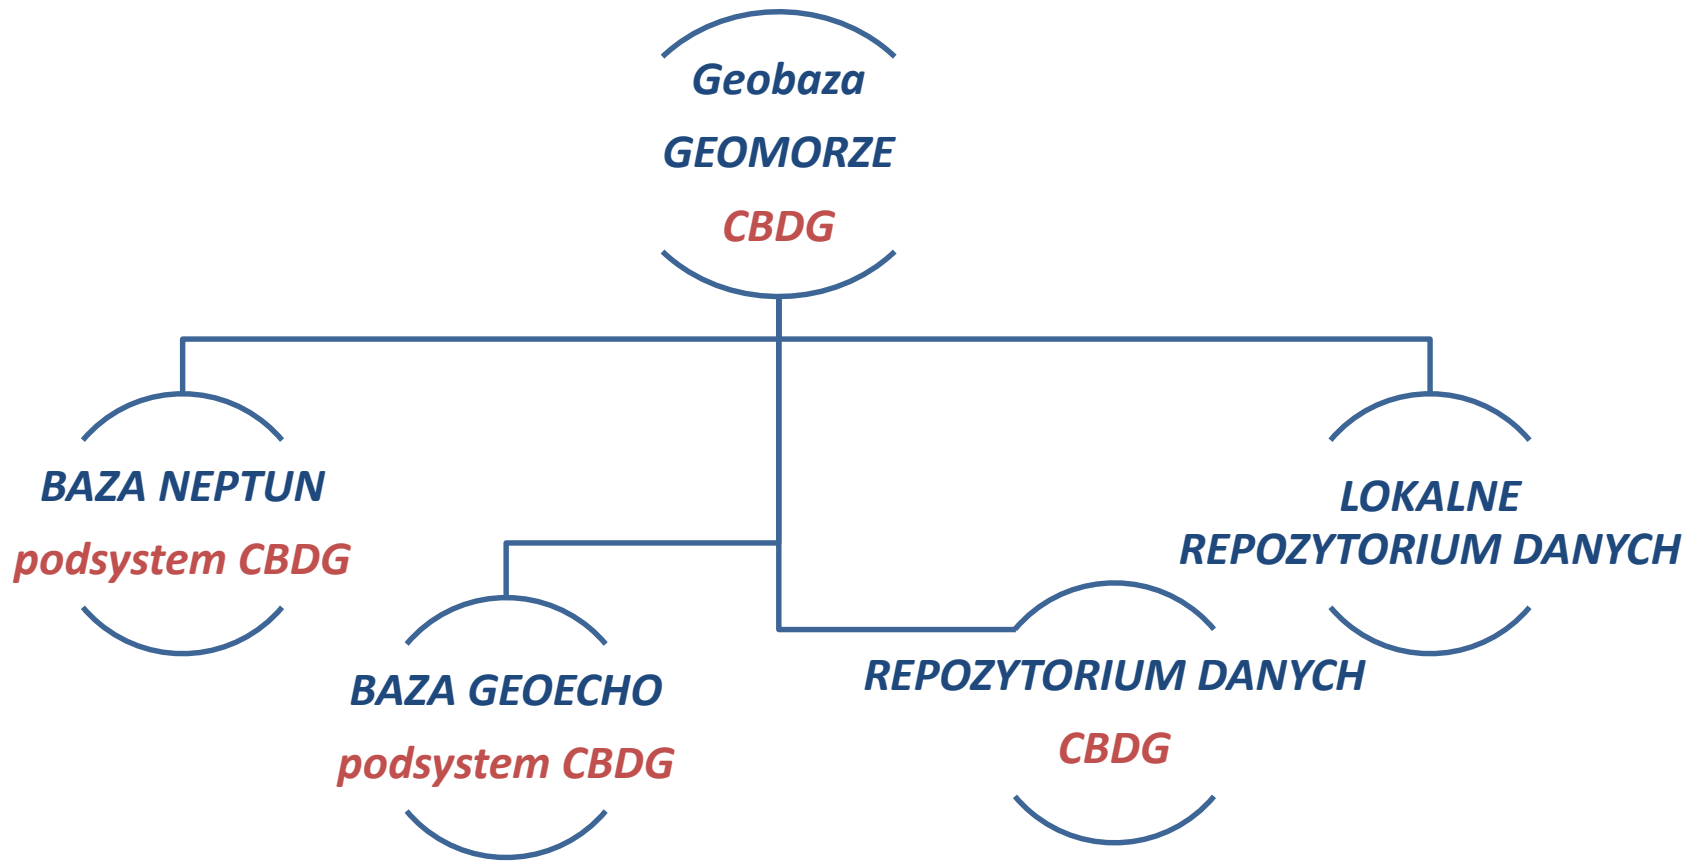 Geobaza
GEOMORZE
CBDG
BAZA NEPTUN
podsystem CBDG
BAZA GEOECHO
podsystem CBDG
REPOZYTORIUM DANYCH
CBDG
LOKALNE
REPOZYTORIUM DANYCH